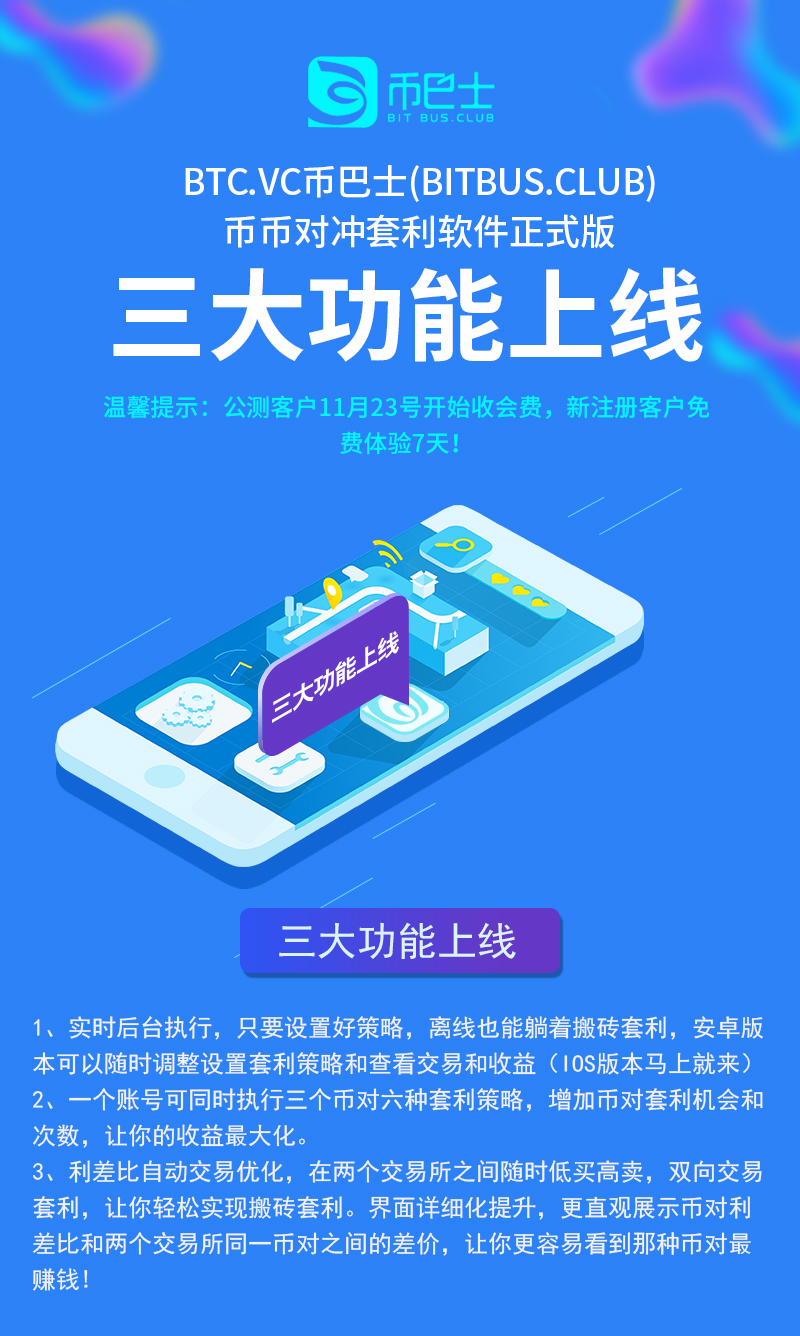 币巴士
BIT BUS.CLUB
BTC.VC币巴士(BITBUS.CLUB)
币币对冲套利软件正式版
三大功能上线
温馨提示：公测客户11月23号开始收会费，新注册客户免
费体验7天！
三大功能上线
三大功能上线
1、实时后台执行，只要设置好策略，离线也能躺着搬砖套利，安卓版
本可以随时调整设置套利策略和查看交易和收益（IOS版本马上就来）
2、一个账号可同时执行三个币对六种套利策略，增加币对套利机会和
次数，让你的收益最大化。
3、利差比自动交易优化，在两个交易所之间随时低买高卖，双向交易
套利，让你轻松实现搬砖套利。界面详细化提升，更直观展示币对利
差比和两个交易所同一币对之间的差价，让你更容易看到那种币对最
赚钱！